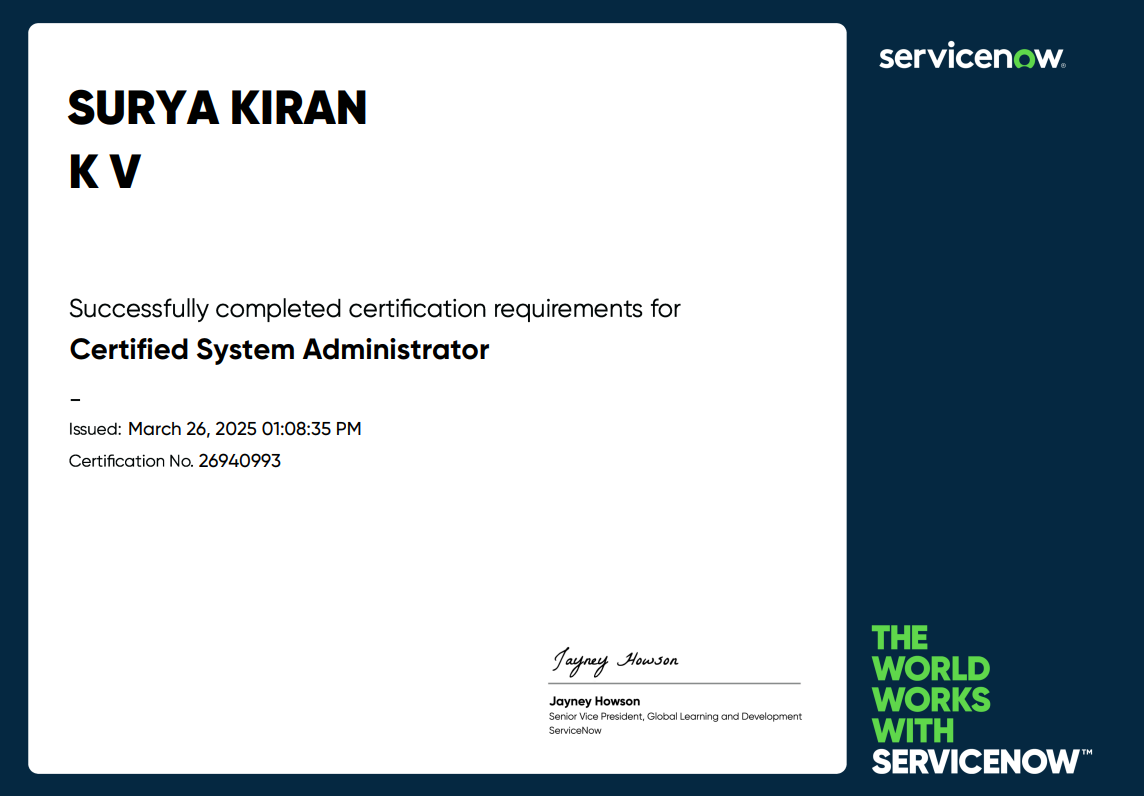 SURYA KIRAN
K V
Successfully completed certification requirements for
Certified System Administrator
–
Issued: March 26, 2025 01:08:35 PM
Certification No. 26940993
Jayney Howson
Jayney Howson
Senior Vice President, Global Learning and Development
ServiceNow
servicenow®
THE
WORLD
WORKS
WITH
SERVICENOW™